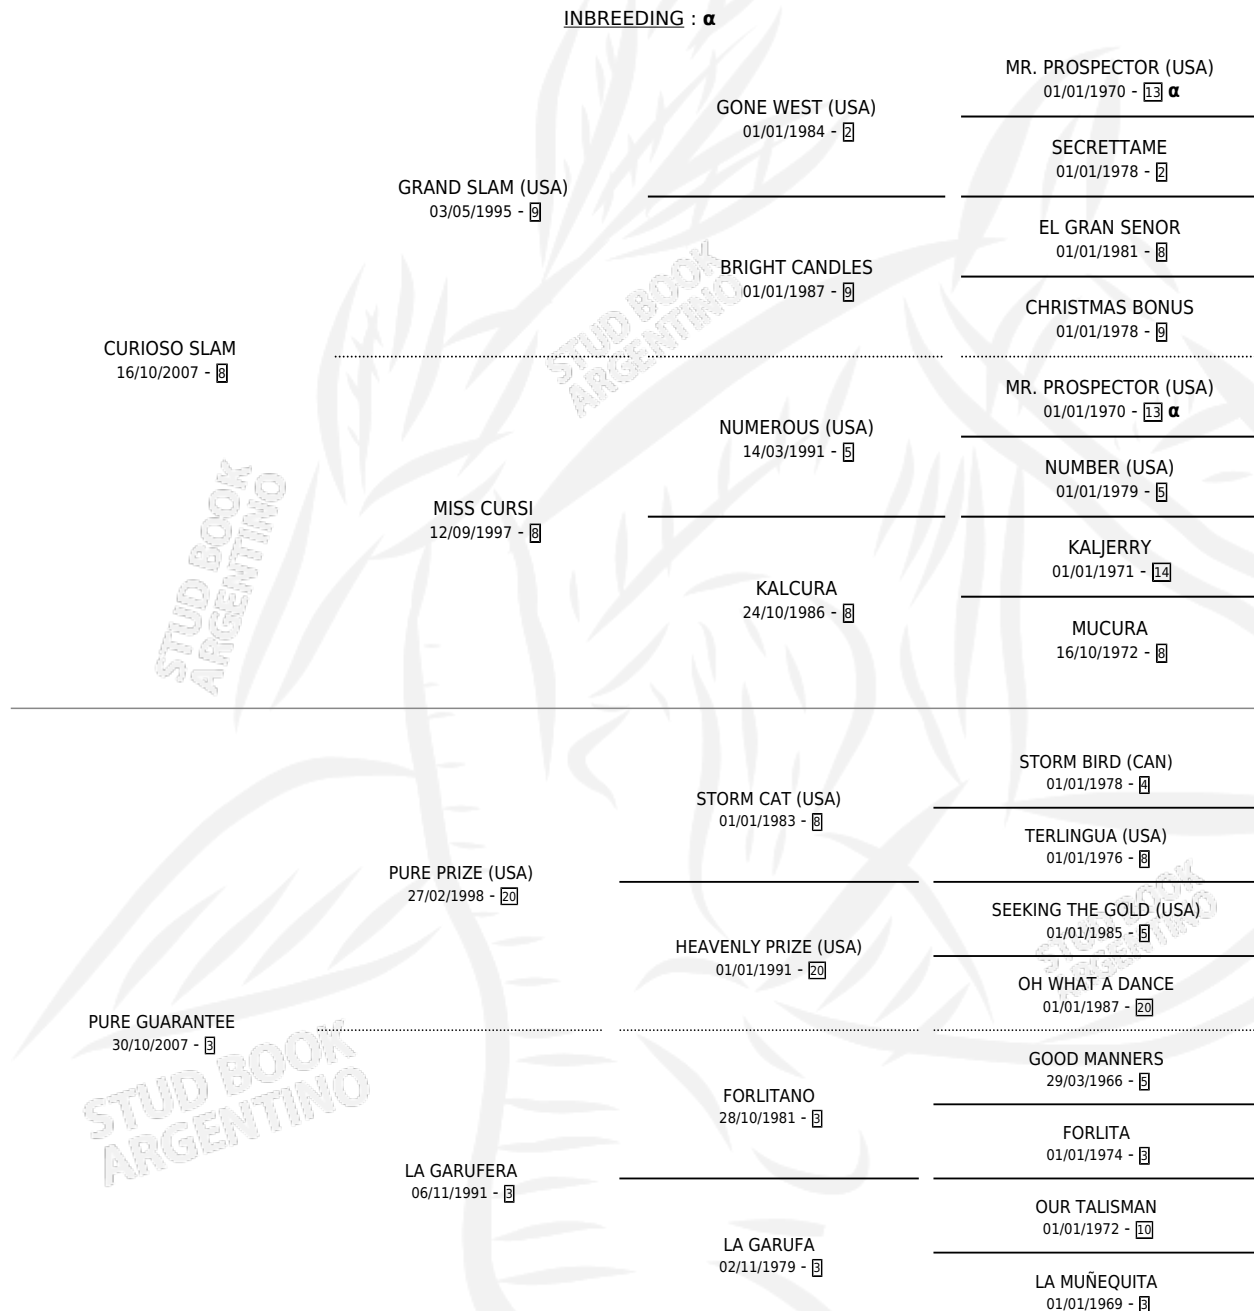 INBREEDING : α
MR. PROSPECTOR (USA)
01/01/1970 - 13 α
GONE WEST (USA)
01/01/1984 - 2
SECRETTAME
01/01/1978 - 2
GRAND SLAM (USA)
03/05/1995 - 9
EL GRAN SENOR
01/01/1981 - 8
BRIGHT CANDLES
01/01/1987 - 9
CHRISTMAS BONUS
01/01/1978 - 9
CURIOSO SLAM
16/10/2007 - 8
MR. PROSPECTOR (USA)
01/01/1970 - 13 α
NUMEROUS (USA)
14/03/1991 - 5
NUMBER (USA)
01/01/1979 - 5
MISS CURSI
12/09/1997 - 8
KALJERRY
01/01/1971 - 14
KALCURA
24/10/1986 - 8
MUCURA
16/10/1972 - 8
STORM BIRD (CAN)
01/01/1978 - 4
STORM CAT (USA)
01/01/1983 - 8
TERLINGUA (USA)
01/01/1976 - 8
PURE PRIZE (USA)
27/02/1998 - 20
SEEKING THE GOLD (USA)
01/01/1985 - 5
HEAVENLY PRIZE (USA)
01/01/1991 - 20
OH WHAT A DANCE
01/01/1987 - 20
PURE GUARANTEE
30/10/2007 - 3
GOOD MANNERS
29/03/1966 - 5
FORLITANO
28/10/1981 - 3
FORLITA
01/01/1974 - 3
LA GARUFERA
06/11/1991 - 3
OUR TALISMAN
01/01/1972 - 10
LA GARUFA
02/11/1979 - 3
LA MUÑEQUITA
01/01/1969 - 3
STUD BOOK
ARGENTINO
STUD BOOK
ARGENTINO
STUD BOOK
ARGENTINO
STUD BOOK
ARGENTINO